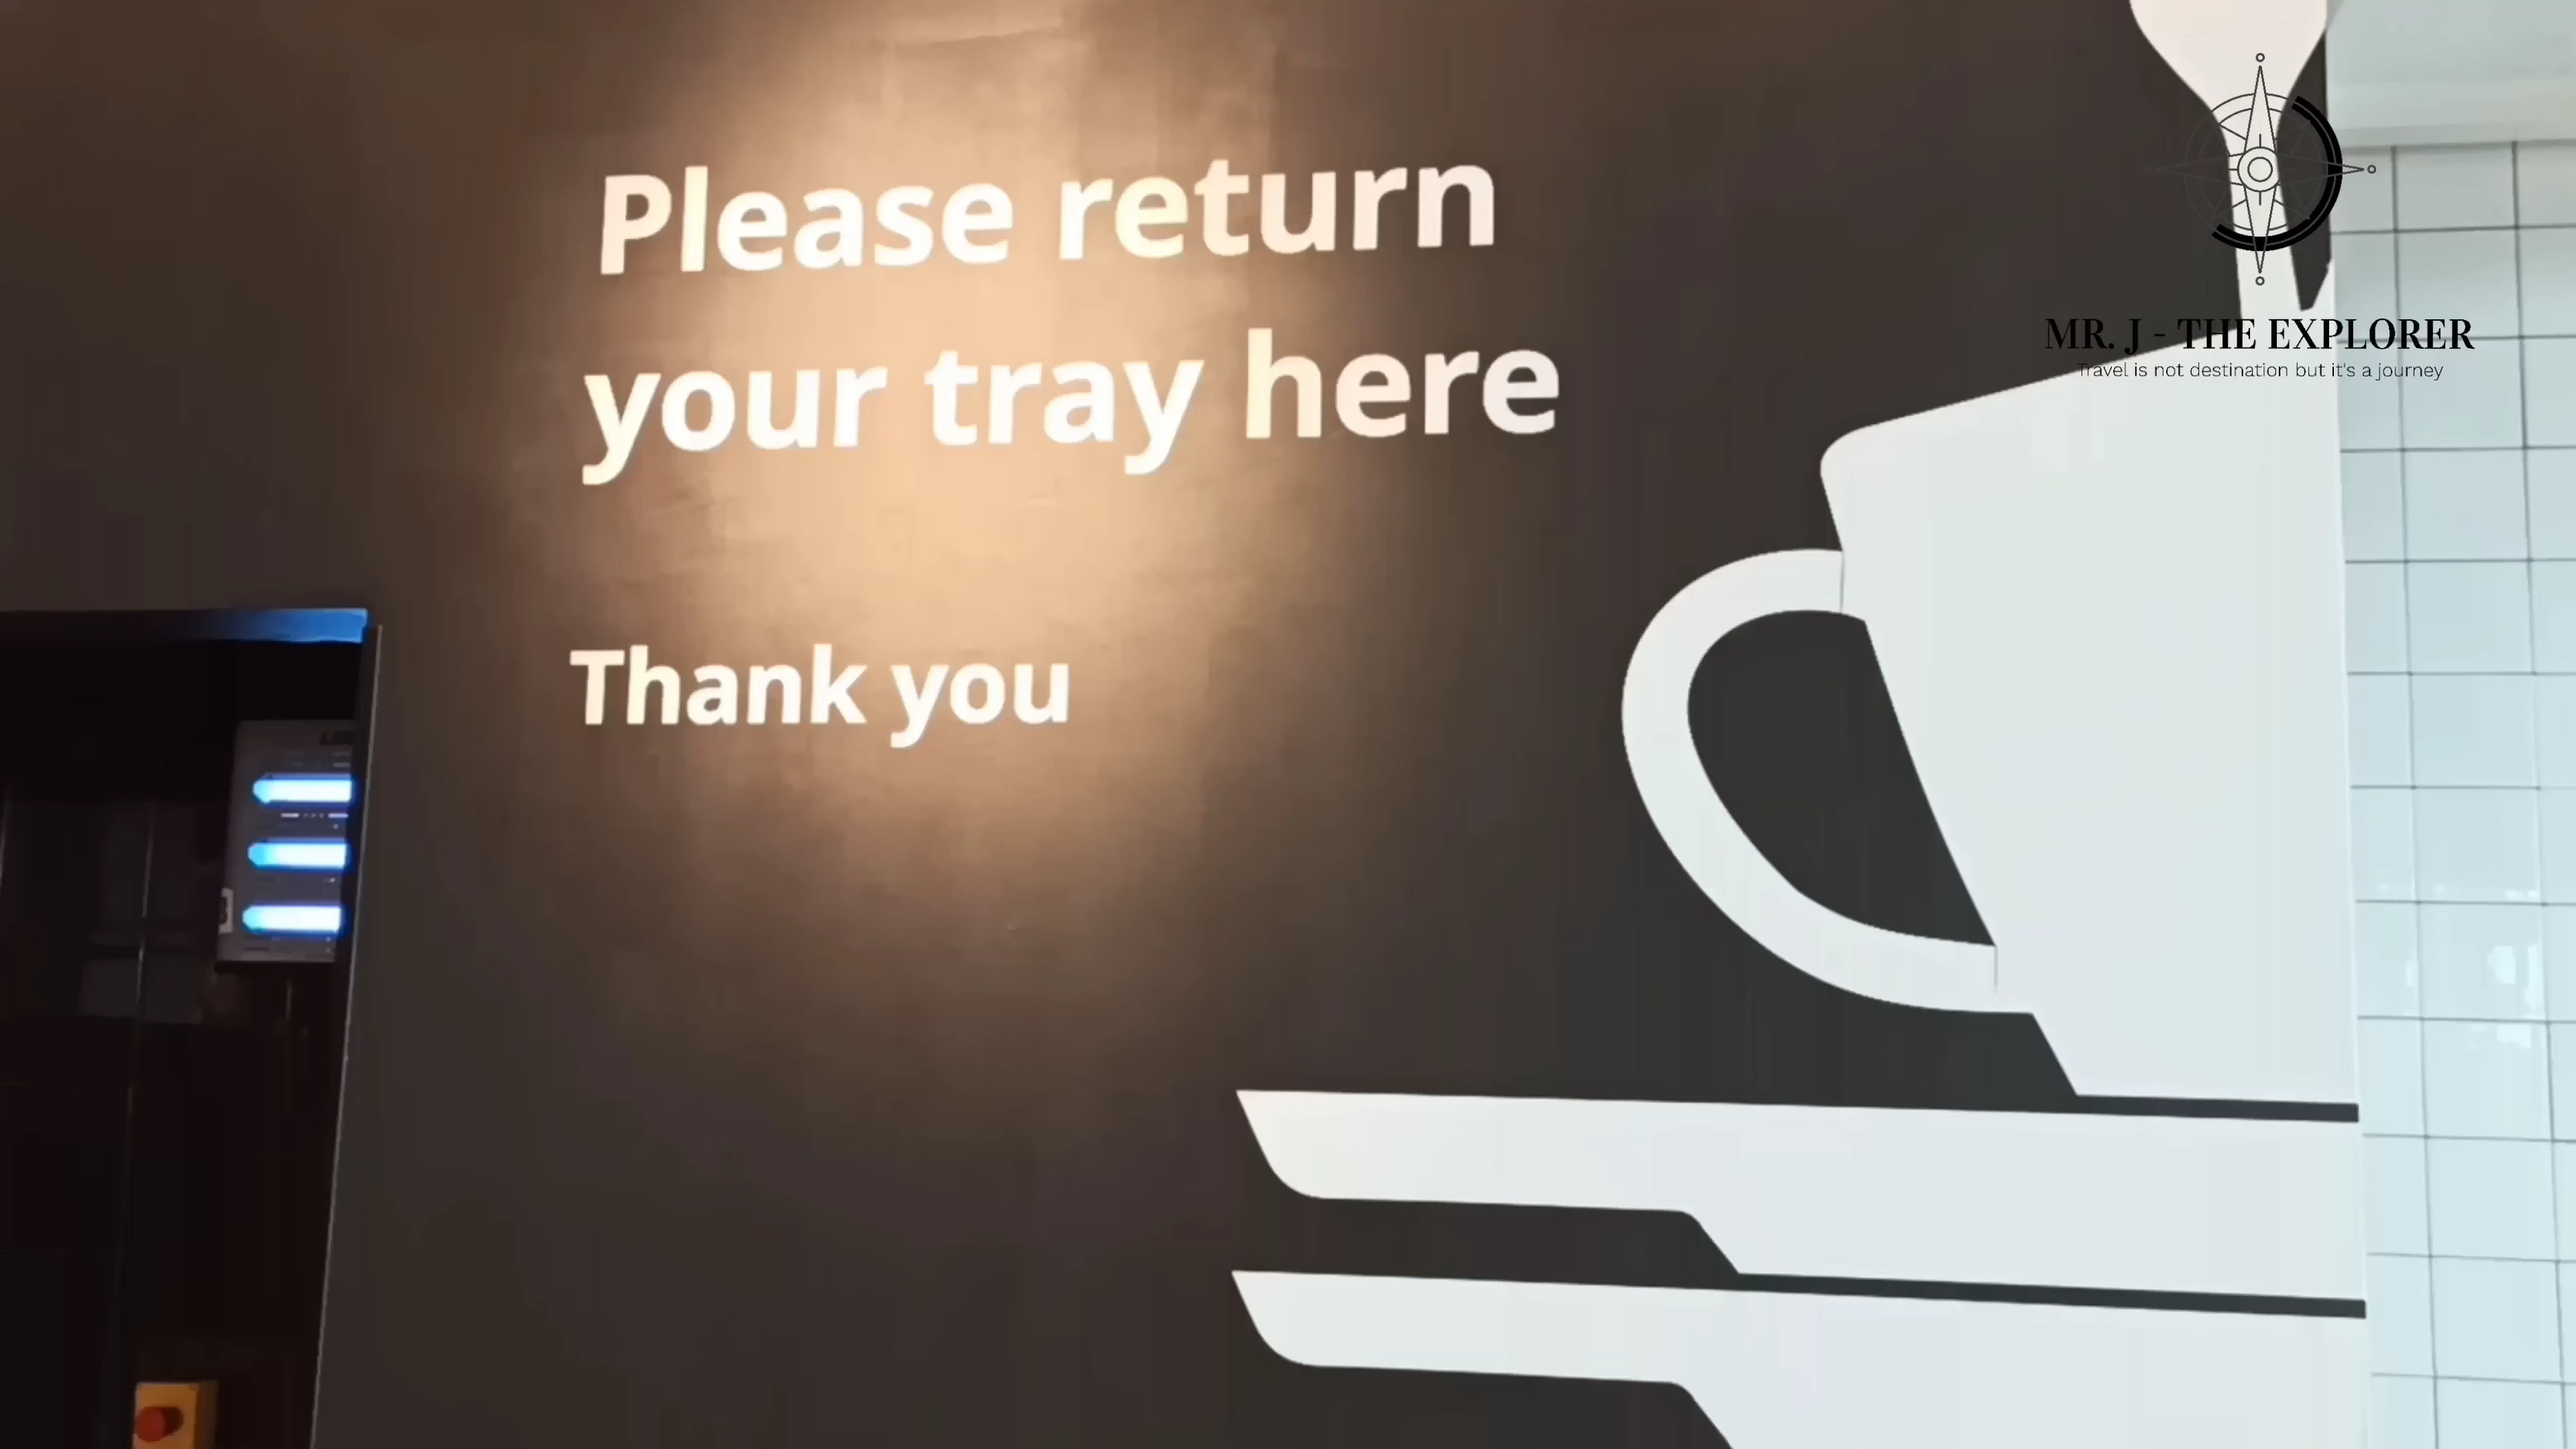 Please return
your tray here
Thank you
MR. J - THE EXPLORER
Travel is not destination but it's a journey